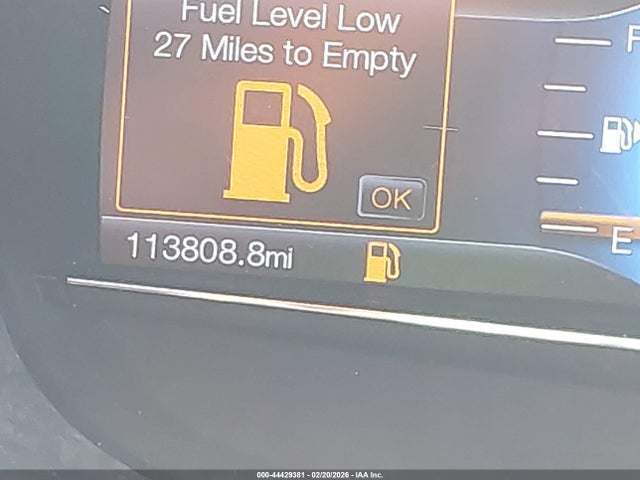 Fuel Level Low
27 Miles to Empty
OK
F
E
113808.8mi
000-44429381 - 02/20/2026 - IAA Inc.